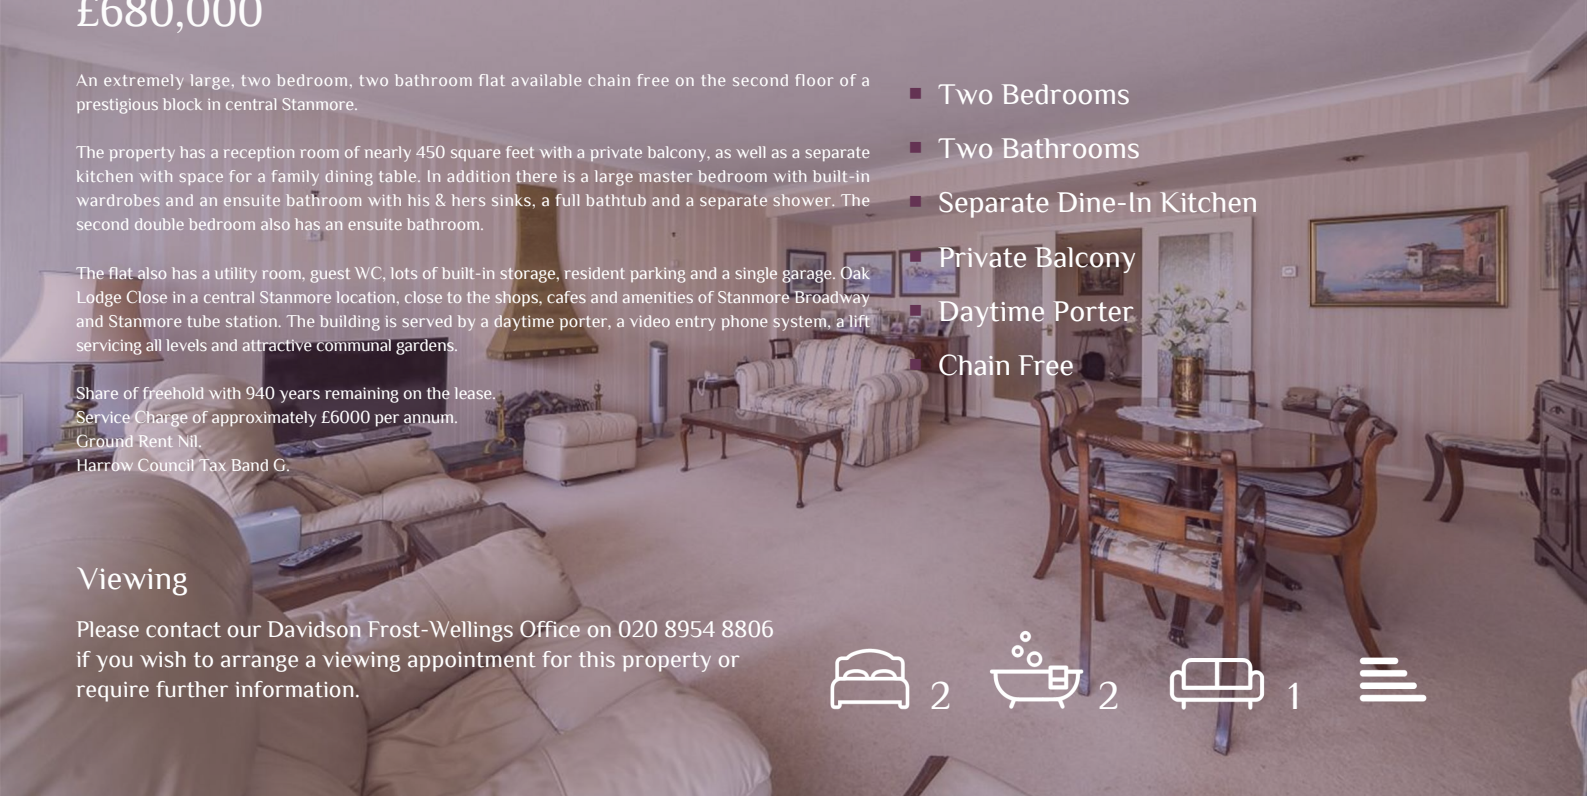 £680,000
An extremely large, two bedroom, two bathroom flat available chain free on the second floor of a
prestigious block in central Stanmore.
The property has a reception room of nearly 450 square feet with a private balcony, as well as a separate
kitchen with space for a family dining table. In addition there is a large master bedroom with built-in
wardrobes and an ensuite bathroom with his & hers sinks, a full bathtub and a separate shower. The
second double bedroom also has an ensuite bathroom.
The flat also has a utility room, guest WC, lots of built-in storage, resident parking and a single garage. Oak
Lodge Close in a central Stanmore location, close to the shops, cafes and amenities of Stanmore Broadway
and Stanmore tube station. The building is served by a daytime porter, a video entry phone system, a lift
servicing all levels and attractive communal gardens.
Share of freehold with 940 years remaining on the lease.
Service Charge of approximately £6000 per annum.
Ground Rent Nil.
Harrow Council Tax Band G.
Two Bedrooms
Two Bathrooms
Separate Dine-In Kitchen
Private Balcony
Daytime Porter
Chain Free
Viewing
Please contact our Davidson Frost-Wellings Office on 020 8954 8806
if you wish to arrange a viewing appointment for this property or
require further information.
2 2 1